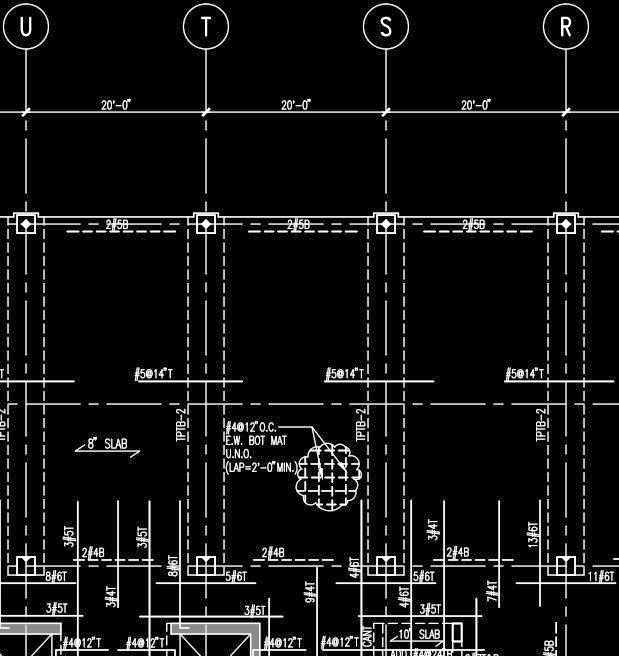 U T S R
20'-0" 20'-0" 20'-0"
2#5B 2#5B 2#5B
#5@14"T #5@14"T #5@14"T
TPTB-2 TPTB-2 TPTB-2
8" SLAB
#4@12"O.C.
E.W. BOT MAT
U.N.O.
(LAP=2'-0"MIN.)
3#5T 3#5T 3#4T 13#6T
2#4B 2#4B 2#4B
8#6T 8#6T 5#6T 4#6T 5#6T 11#6T
3#4T 9#4T 4#6T 7#4T
3#5T 3#5T 3#5T
#4@12"T #4@12"T #4@12"T #4@12"T
CANT
10" SLAB